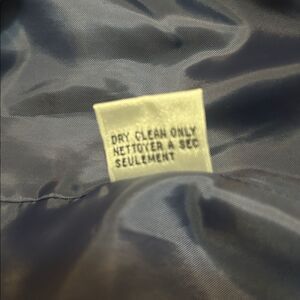 DRY CLEAN ONLY
NETTOYER A SEC
SEULEMENT